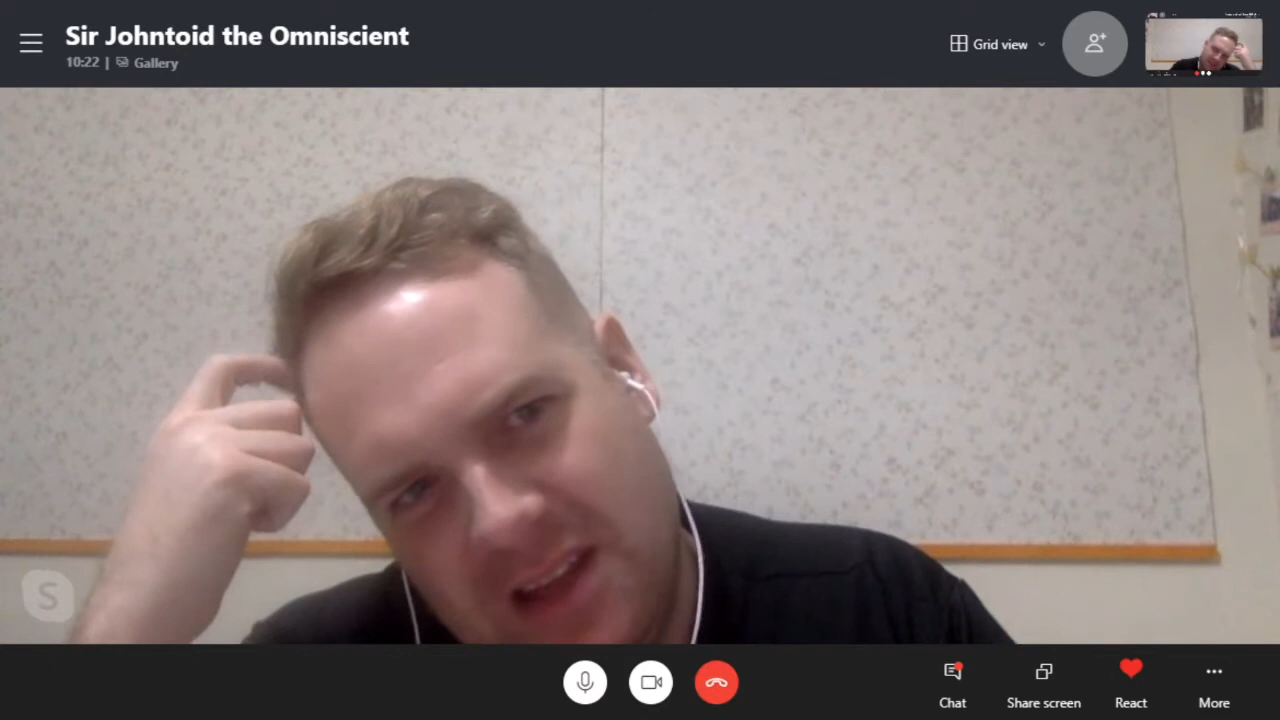 Sir Johntoid the Omniscient
10:22 | Gallery
Grid view
S
Chat
Share screen
React
More